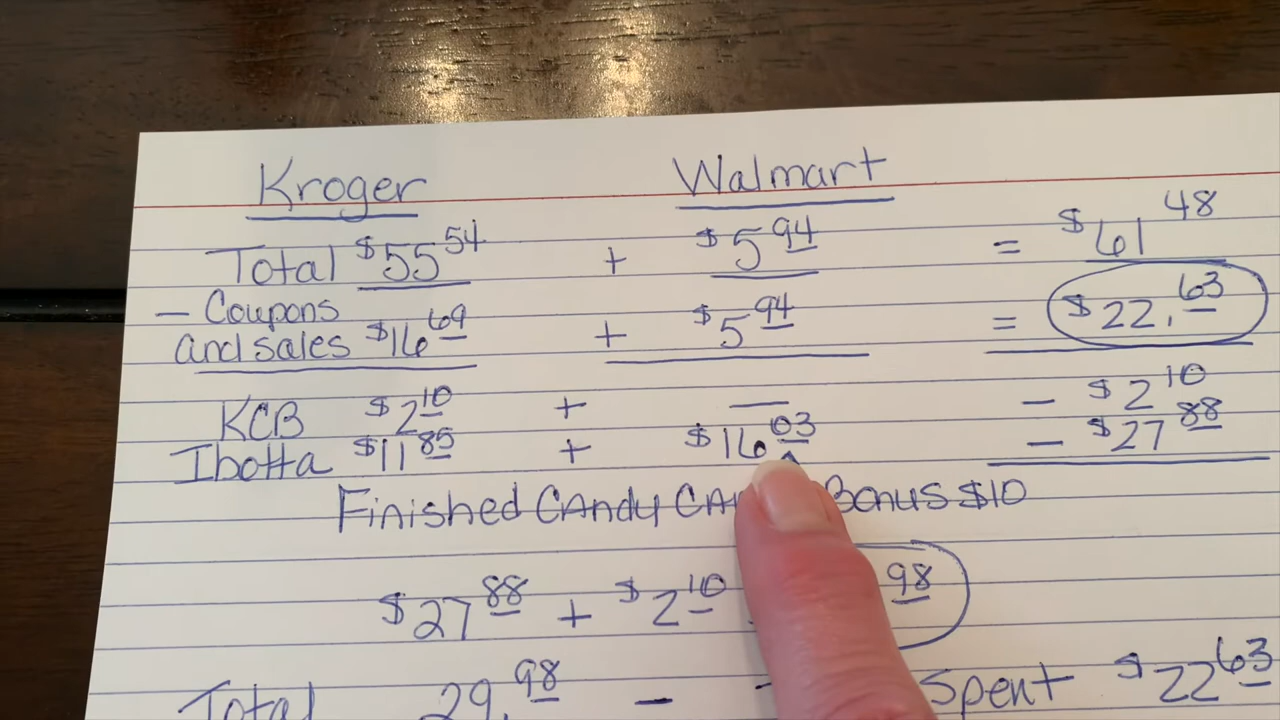 Kroger Walmart
Total $55 54 + $5 94 = $61 48
— Coupons
and sales $16 69 + $5 94 = $22.63
KCB $2 10 + — — $2 10
Ibotta $11 85 + $16 03 — $27 88
Finished CAndy Bonus $10
$27 88 + $2 10 98
Total 29.98 — Spent $22 63